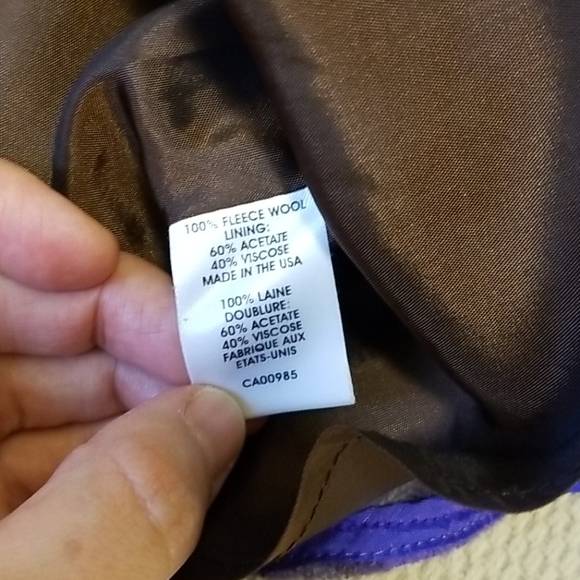 100% FLEECE WOOL
LINING:
60% ACETATE
40% VISCOSE
MADE IN THE USA
100% LAINE
DOUBLURE:
60% ACETATE
40% VISCOSE
FABRIQUE AUX
ETATS-UNIS
CA00985